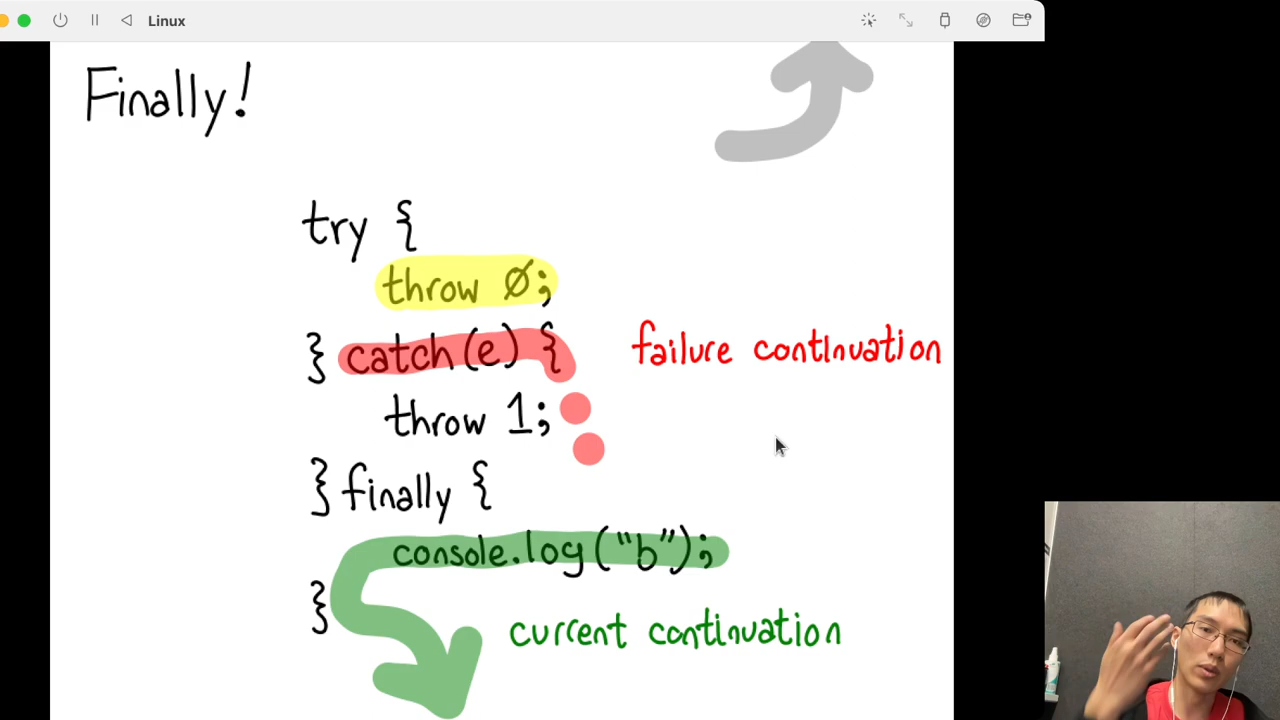 Linux
Finally!
try {
throw 0;
} catch(e) {
failure continuation
throw 1;
} finally {
console.log("b");
}
current continuation